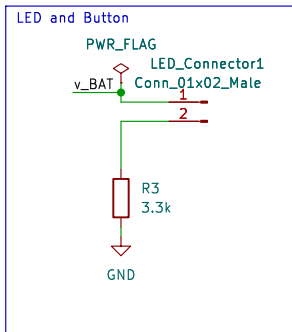 LED and Button
PWR_FLAG
LED_Connector1
v_BAT
Conn_01x02_Male
1
2
R3
3.3k
GND